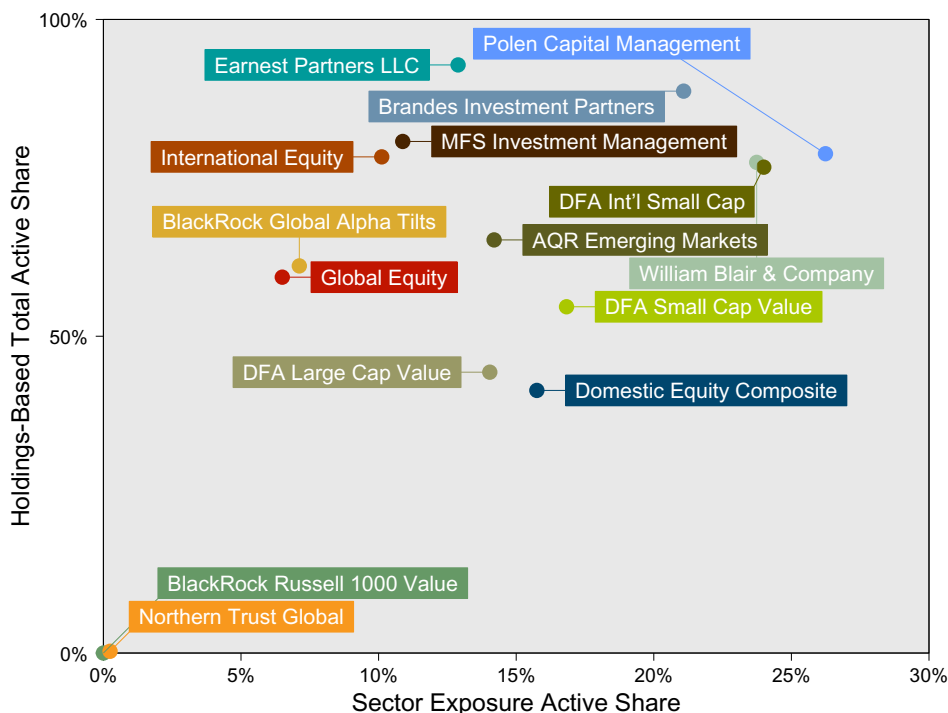 100%
Polen Capital Management
Earnest Partners LLC
Brandes Investment Partners
MFS Investment Management
International Equity
DFA Int'l Small Cap
BlackRock Global Alpha Tilts
AQR Emerging Markets
William Blair & Company
Global Equity
DFA Small Cap Value
50%
DFA Large Cap Value
Domestic Equity Composite
Holdings-Based Total Active Share
BlackRock Russell 1000 Value
Northern Trust Global
0%
0%
5%
10%
15%
20%
25%
30%
Sector Exposure Active Share